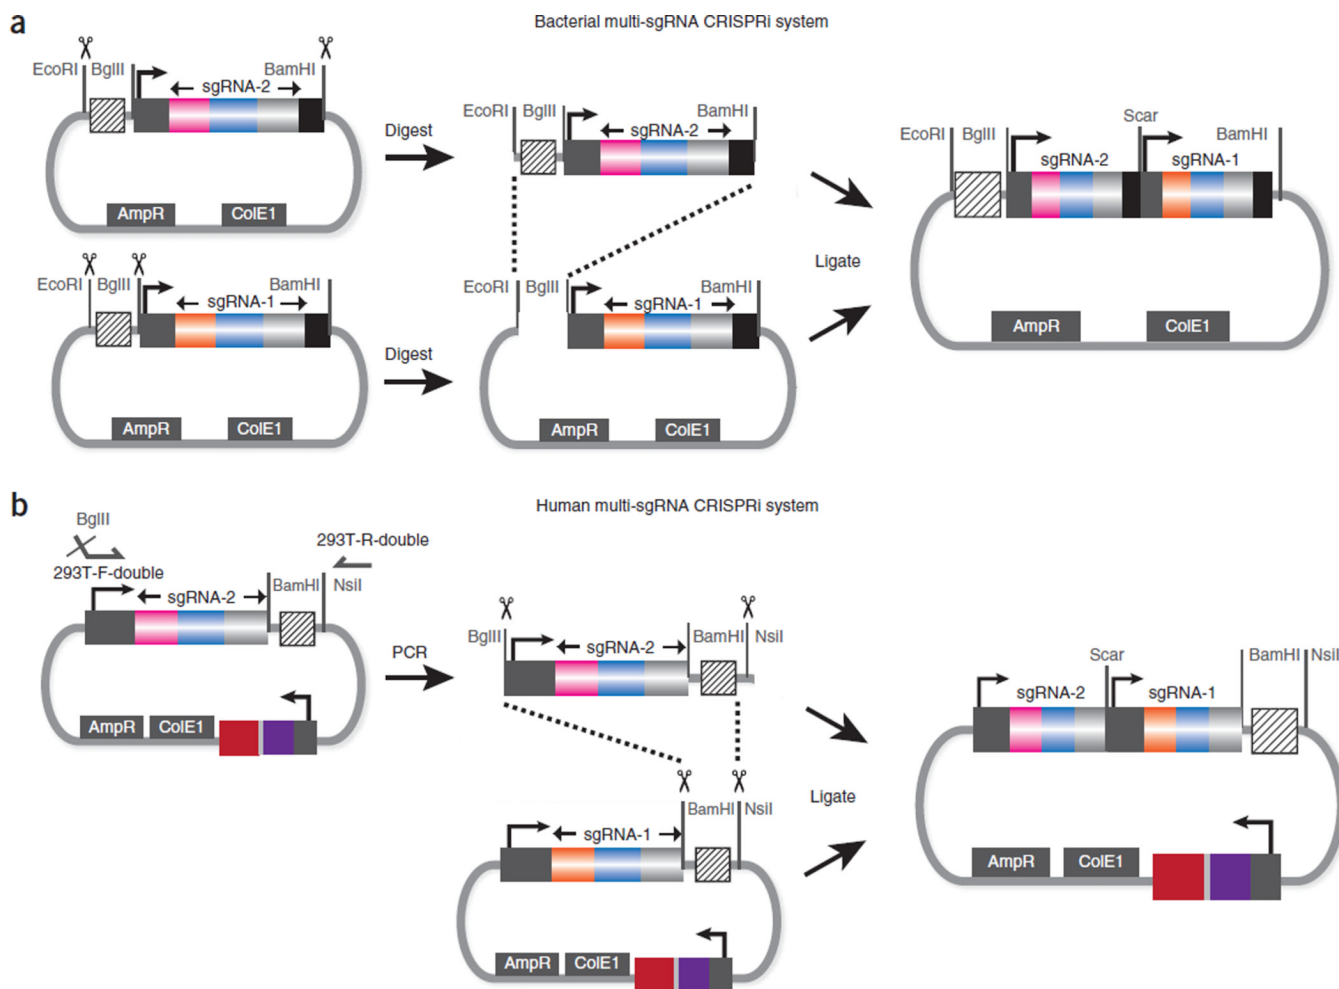 a
Bacterial multi-sgRNA CRISPRi system
EcoRI BglII BamHI
sgRNA-2
AmpR ColE1
Digest
EcoRI BglII BamHI
sgRNA-2
EcoRI BglII BamHI
sgRNA-1
AmpR ColE1
Digest
EcoRI BglII BamHI
sgRNA-1
AmpR ColE1
Ligate
Scar
EcoRI BglII BamHI
sgRNA-2 sgRNA-1
AmpR ColE1
b
Human multi-sgRNA CRISPRi system
BglII
293T-F-double
293T-R-double
BamHI NsiI
sgRNA-2
AmpR ColE1
PCR
BglII BamHI NsiI
sgRNA-2
BamHI NsiI
sgRNA-1
AmpR ColE1
Ligate
Scar
BamHI NsiI
sgRNA-2 sgRNA-1
AmpR ColE1